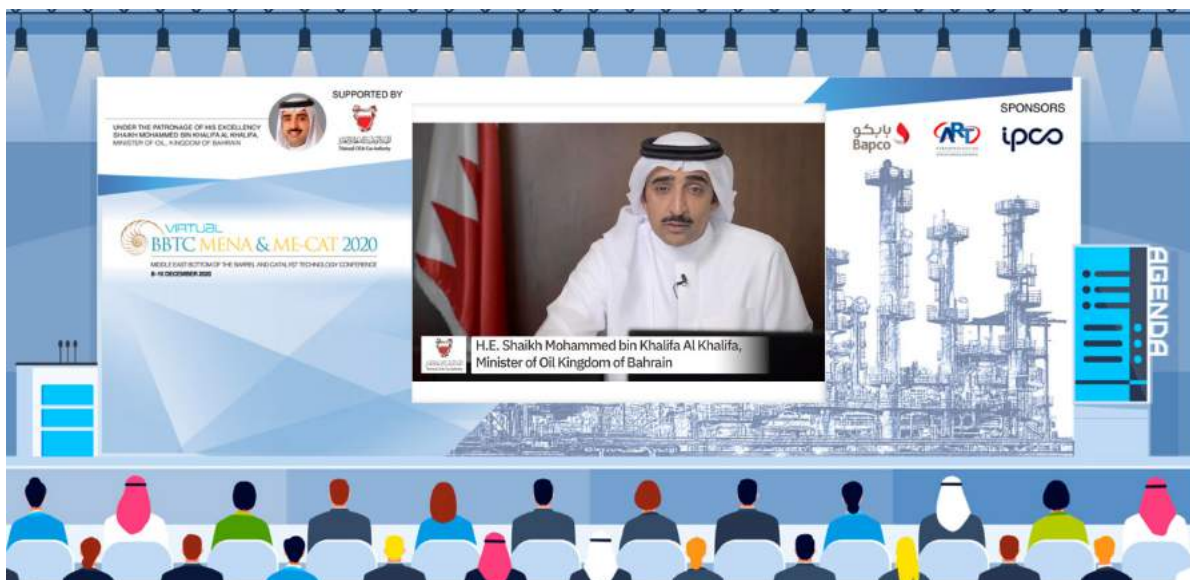 UNDER THE PATRONAGE OF HIS EXCELLENCY
SHAIKH MOHAMMED BIN KHALIFA AL KHALIFA,
MINISTER OF OIL, KINGDOM OF BAHRAIN
SUPPORTED BY
SPONSORS
بابكو
Bapco
ART
ipco
VIRTUAL
BBTC MENA & ME-CAT 2020
MIDDLE EAST BOTTOM OF THE BARREL AND CATALYST TECHNOLOGY CONFERENCE
DECEMBER 2020
H.E. Shaikh Mohammed bin Khalifa Al Khalifa,
Minister of Oil Kingdom of Bahrain
AGENDA